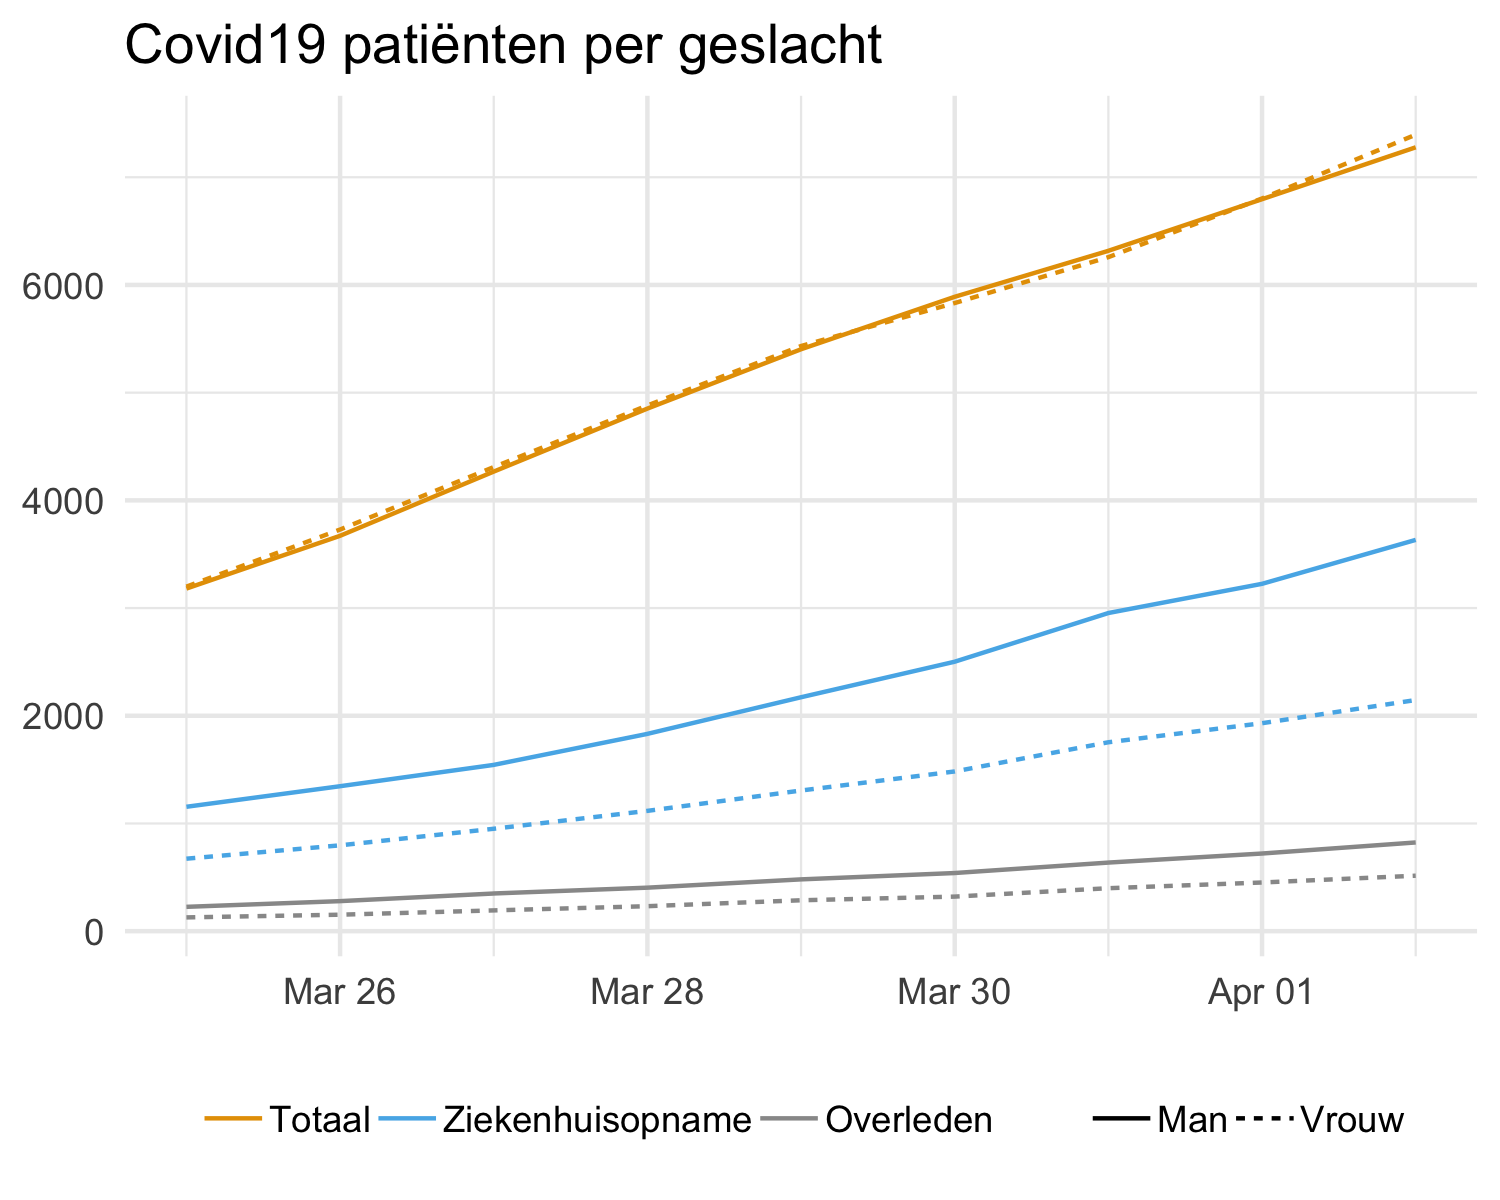 Covid19 patiënten per geslacht
6000
4000
2000
0
Mar 26 Mar 28 Mar 30 Apr 01
Totaal Ziekenhuisopname Overleden Man Vrouw